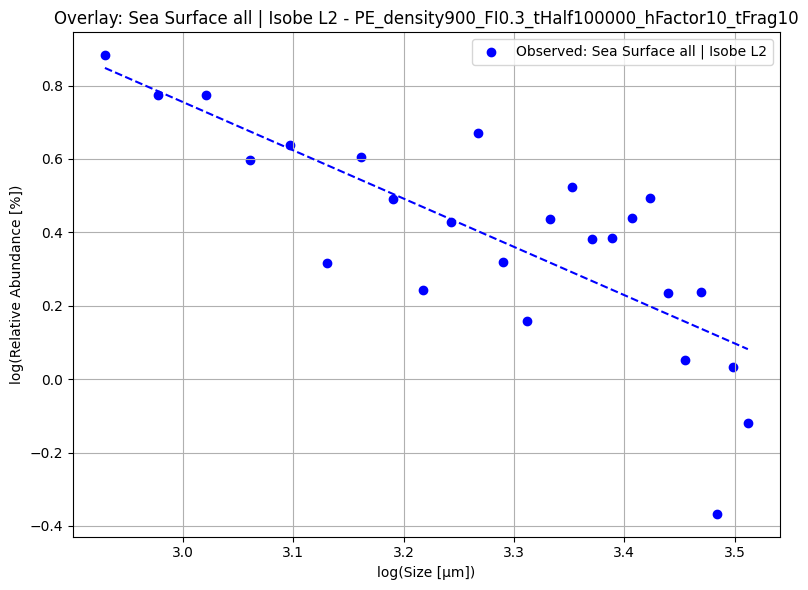 Overlay: Sea Surface all | Isobe L2 - PE_density900_FI0.3_tHalf100000_hFactor10_tFrag10
Observed: Sea Surface all | Isobe L2
0.8
0.6
0.4
0.2
0.0
−0.2
−0.4
log(Relative Abundance [%])
3.0 3.1 3.2 3.3 3.4 3.5
log(Size [µm])